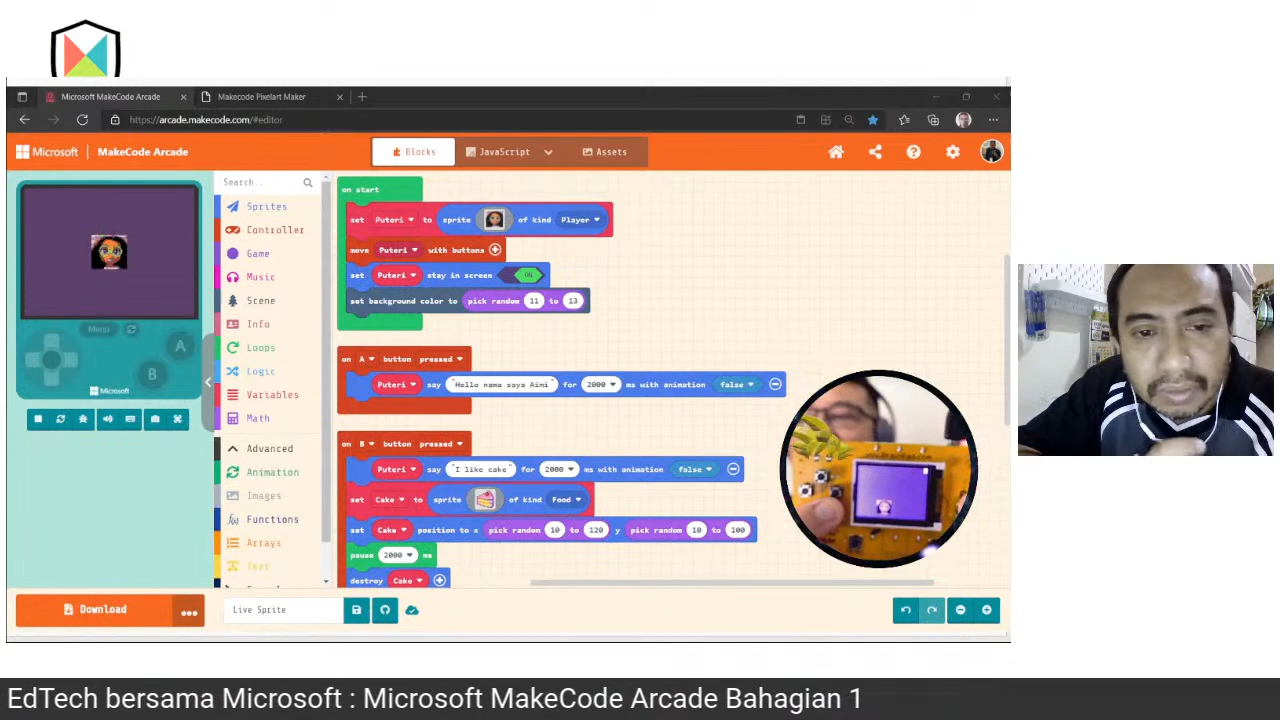 Microsoft MakeCode Arcade
Makecode Pixelart Maker
https://arcade.makecode.com/#editor
Microsoft
MakeCode Arcade
Blocks
JavaScript
Assets
Menu
A
B
Microsoft
Search..
Sprites
Controller
Game
Music
Scene
Info
Loops
Logic
Variables
Math
Advanced
Animation
Images
Functions
Arrays
Text
on start
set Puteri to sprite of kind Player
move Puteri with buttons
set Puteri stay in screen ON
set background color to pick random 11 to 13
on A button pressed
Puteri say "Hello nama saya Aimi for 2000 ms with animation false
on B button pressed
Puteri say "I like cake" for 2000 ms with animation false
set Cake to sprite of kind Food
set Cake position to x pick random 10 to 120 y pick random 10 to 100
pause 2000 ms
destroy Cake
Download
Live Sprite
EdTech bersama Microsoft : Microsoft MakeCode Arcade Bahagian 1